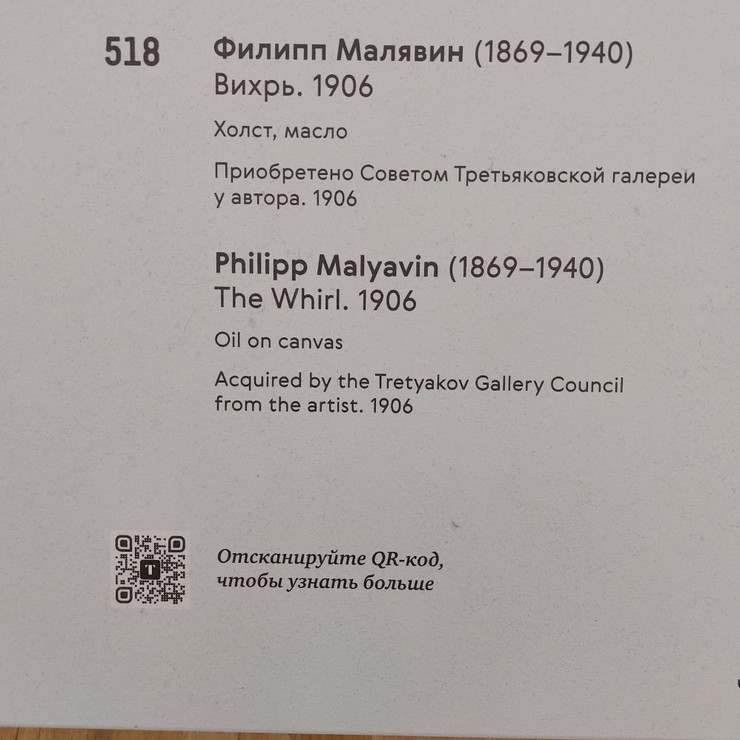 518
Филипп Малявин (1869–1940)
Вихрь. 1906
Холст, масло
Приобретено Советом Третьяковской галереи
у автора. 1906
Philipp Malyavin (1869–1940)
The Whirl. 1906
Oil on canvas
Acquired by the Tretyakov Gallery Council
from the artist. 1906
T
Отсканируйте QR-код,
чтобы узнать больше